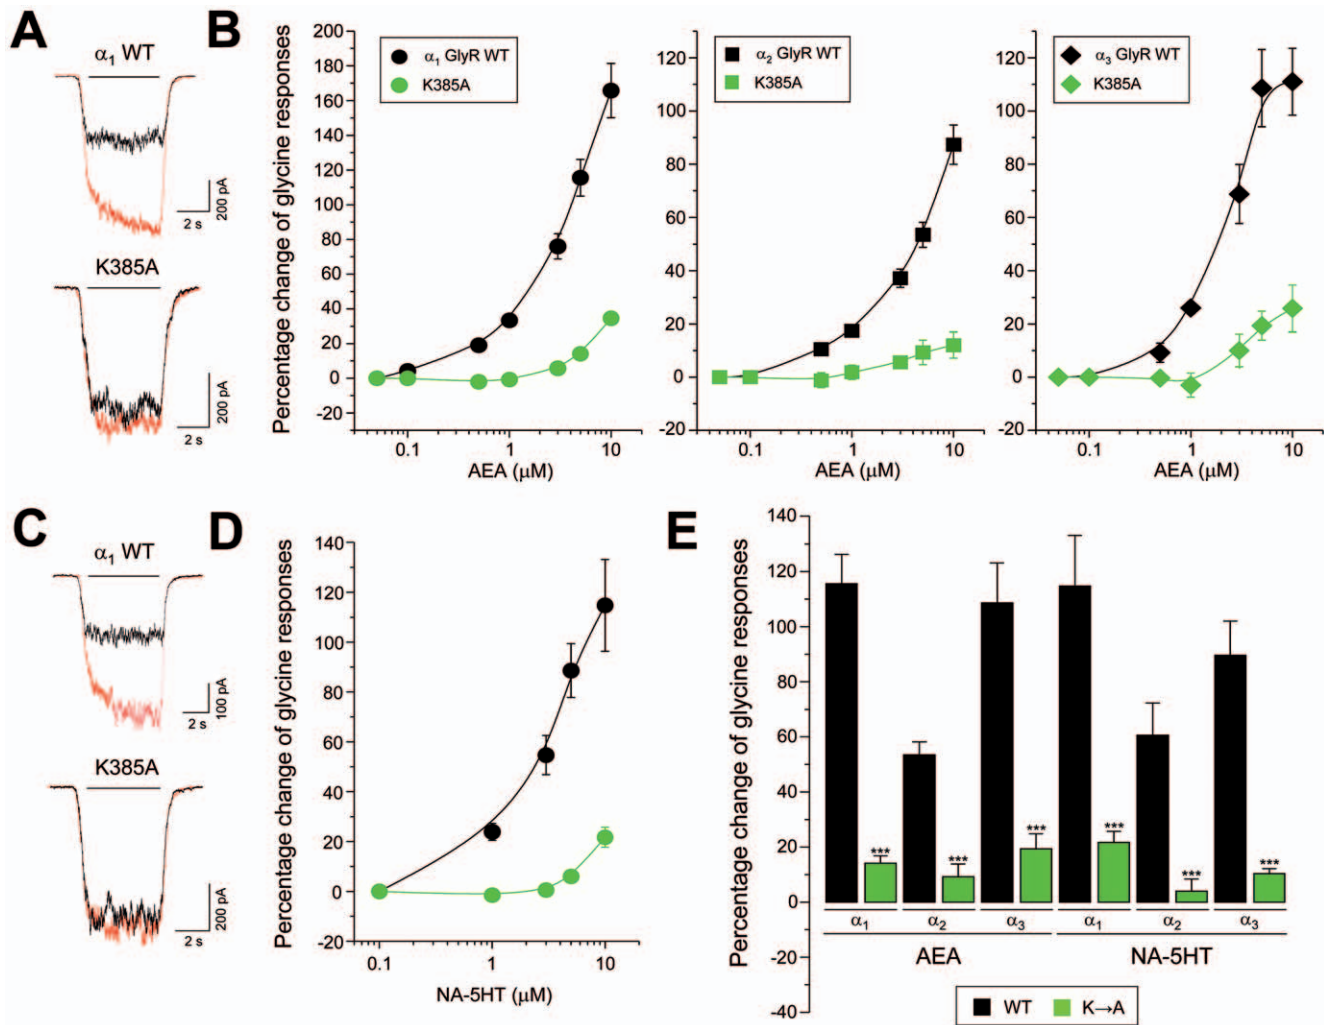 A
α₁ WT
200 pA
2 s
K385A
200 pA
2 s
B
Percentage change of glycine responses
200
180
160
140
120
100
80
60
40
20
0
-20
α₁ GlyR WT
K385A
0.1
1
10
AEA (μM)
120
100
80
60
40
20
0
-20
α₂ GlyR WT
K385A
0.1
1
10
AEA (μM)
120
100
80
60
40
20
0
-20
α₃ GlyR WT
K385A
0.1
1
10
AEA (μM)
C
α₁ WT
100 pA
2 s
K385A
200 pA
2 s
D
Percentage change of glycine responses
140
120
100
80
60
40
20
0
-20
0.1
1
10
NA-5HT (μM)
E
Percentage change of glycine responses
140
120
100
80
60
40
20
0
-20
-40
*** *** *** *** *** ***
α₁ α₂ α₃ α₁ α₂ α₃
AEA NA-5HT
WT K→A